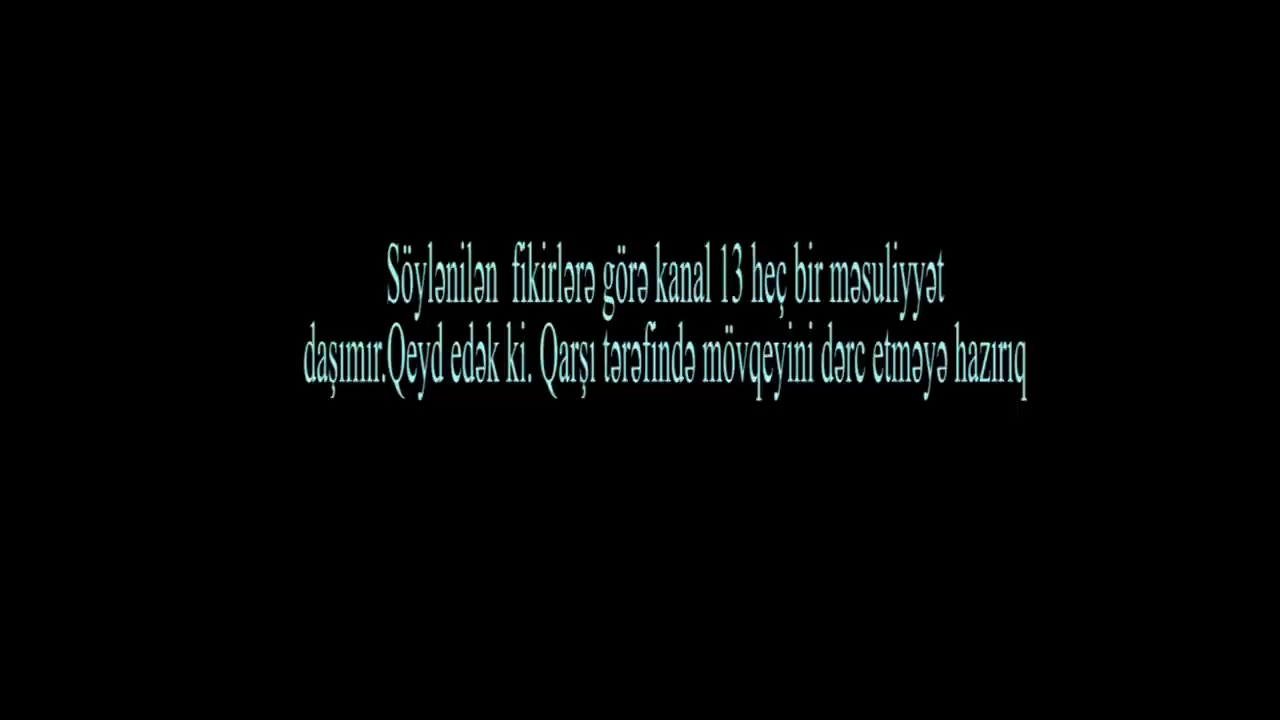 Söylənilən fikirlərə görə kanal 13 heç bir məsuliyyət
daşımır.Qeyd edək ki. Qarşı tərəfində mövqeyini dərc etməyə hazırıq